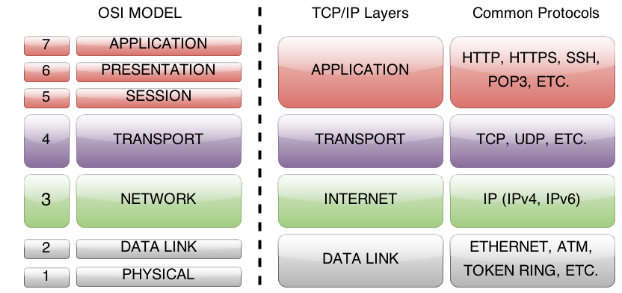 OSI MODEL
TCP/IP Layers
Common Protocols
7 APPLICATION
6 PRESENTATION
5 SESSION
APPLICATION
HTTP, HTTPS, SSH,
POP3, ETC.
4 TRANSPORT
TRANSPORT
TCP, UDP, ETC.
3 NETWORK
INTERNET
IP (IPv4, IPv6)
2 DATA LINK
1 PHYSICAL
DATA LINK
ETHERNET, ATM,
TOKEN RING, ETC.